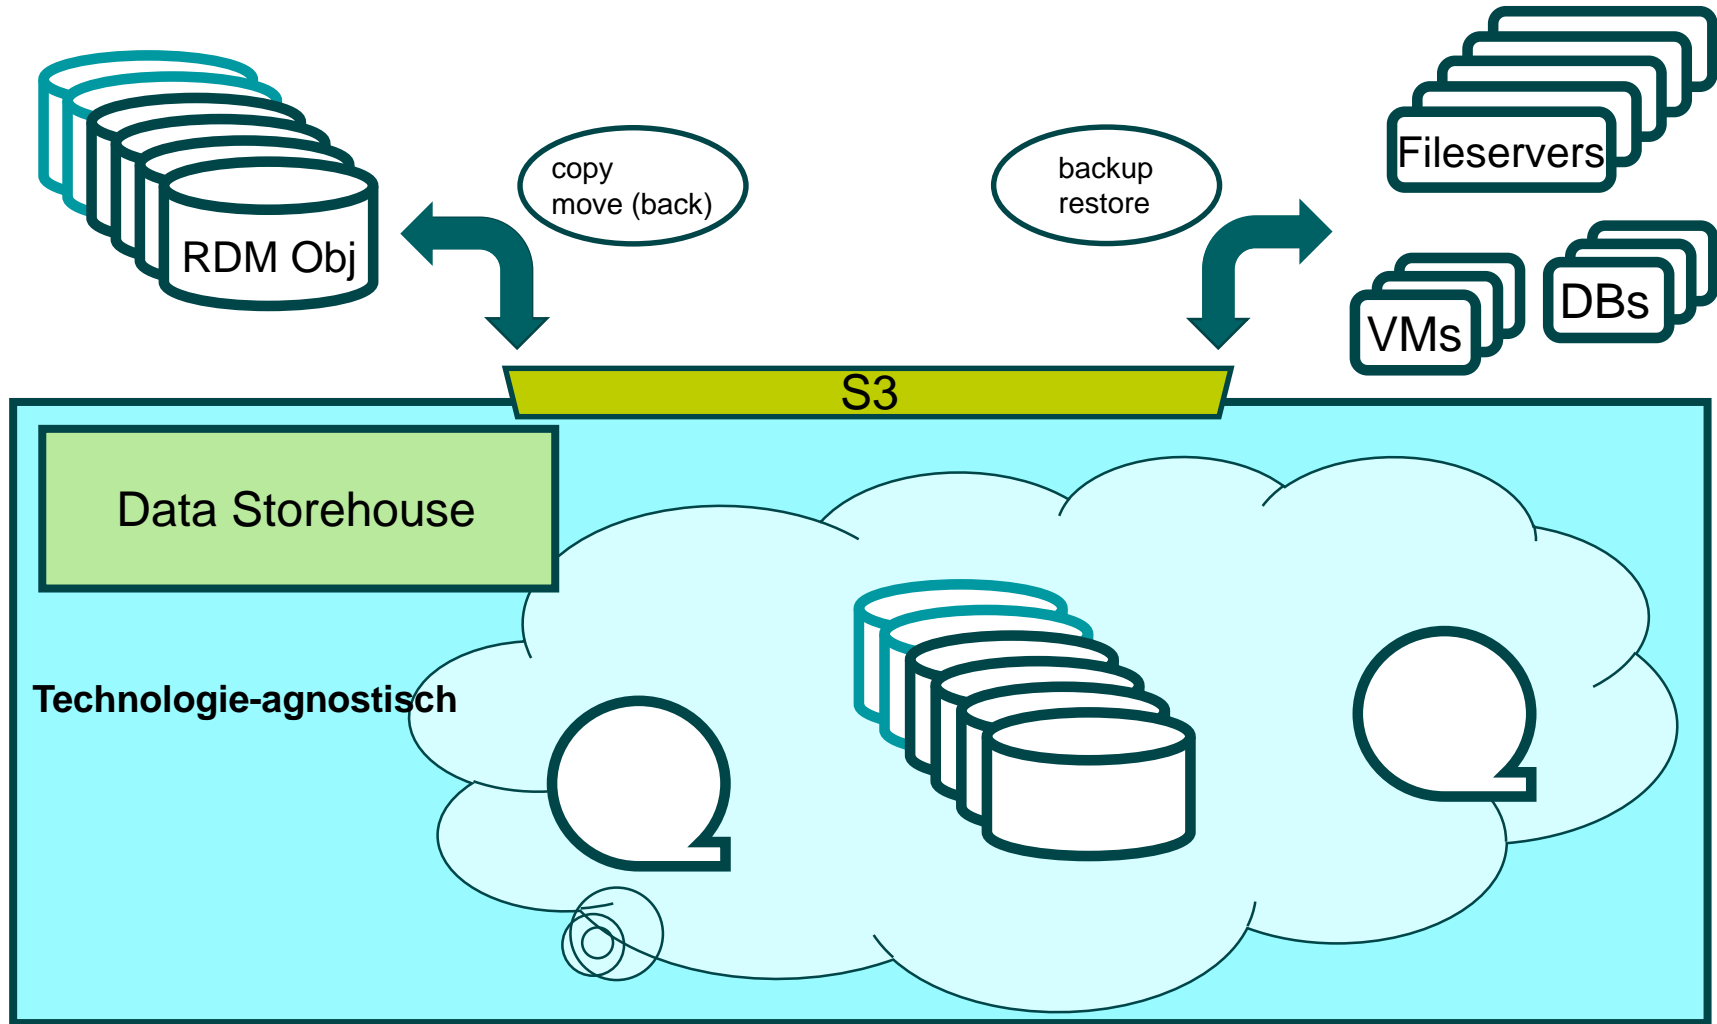 RDM Obj
copy
move (back)
backup
restore
Fileservers
VMs
DBs
S3
Data Storehouse
Technologie-agnostisch